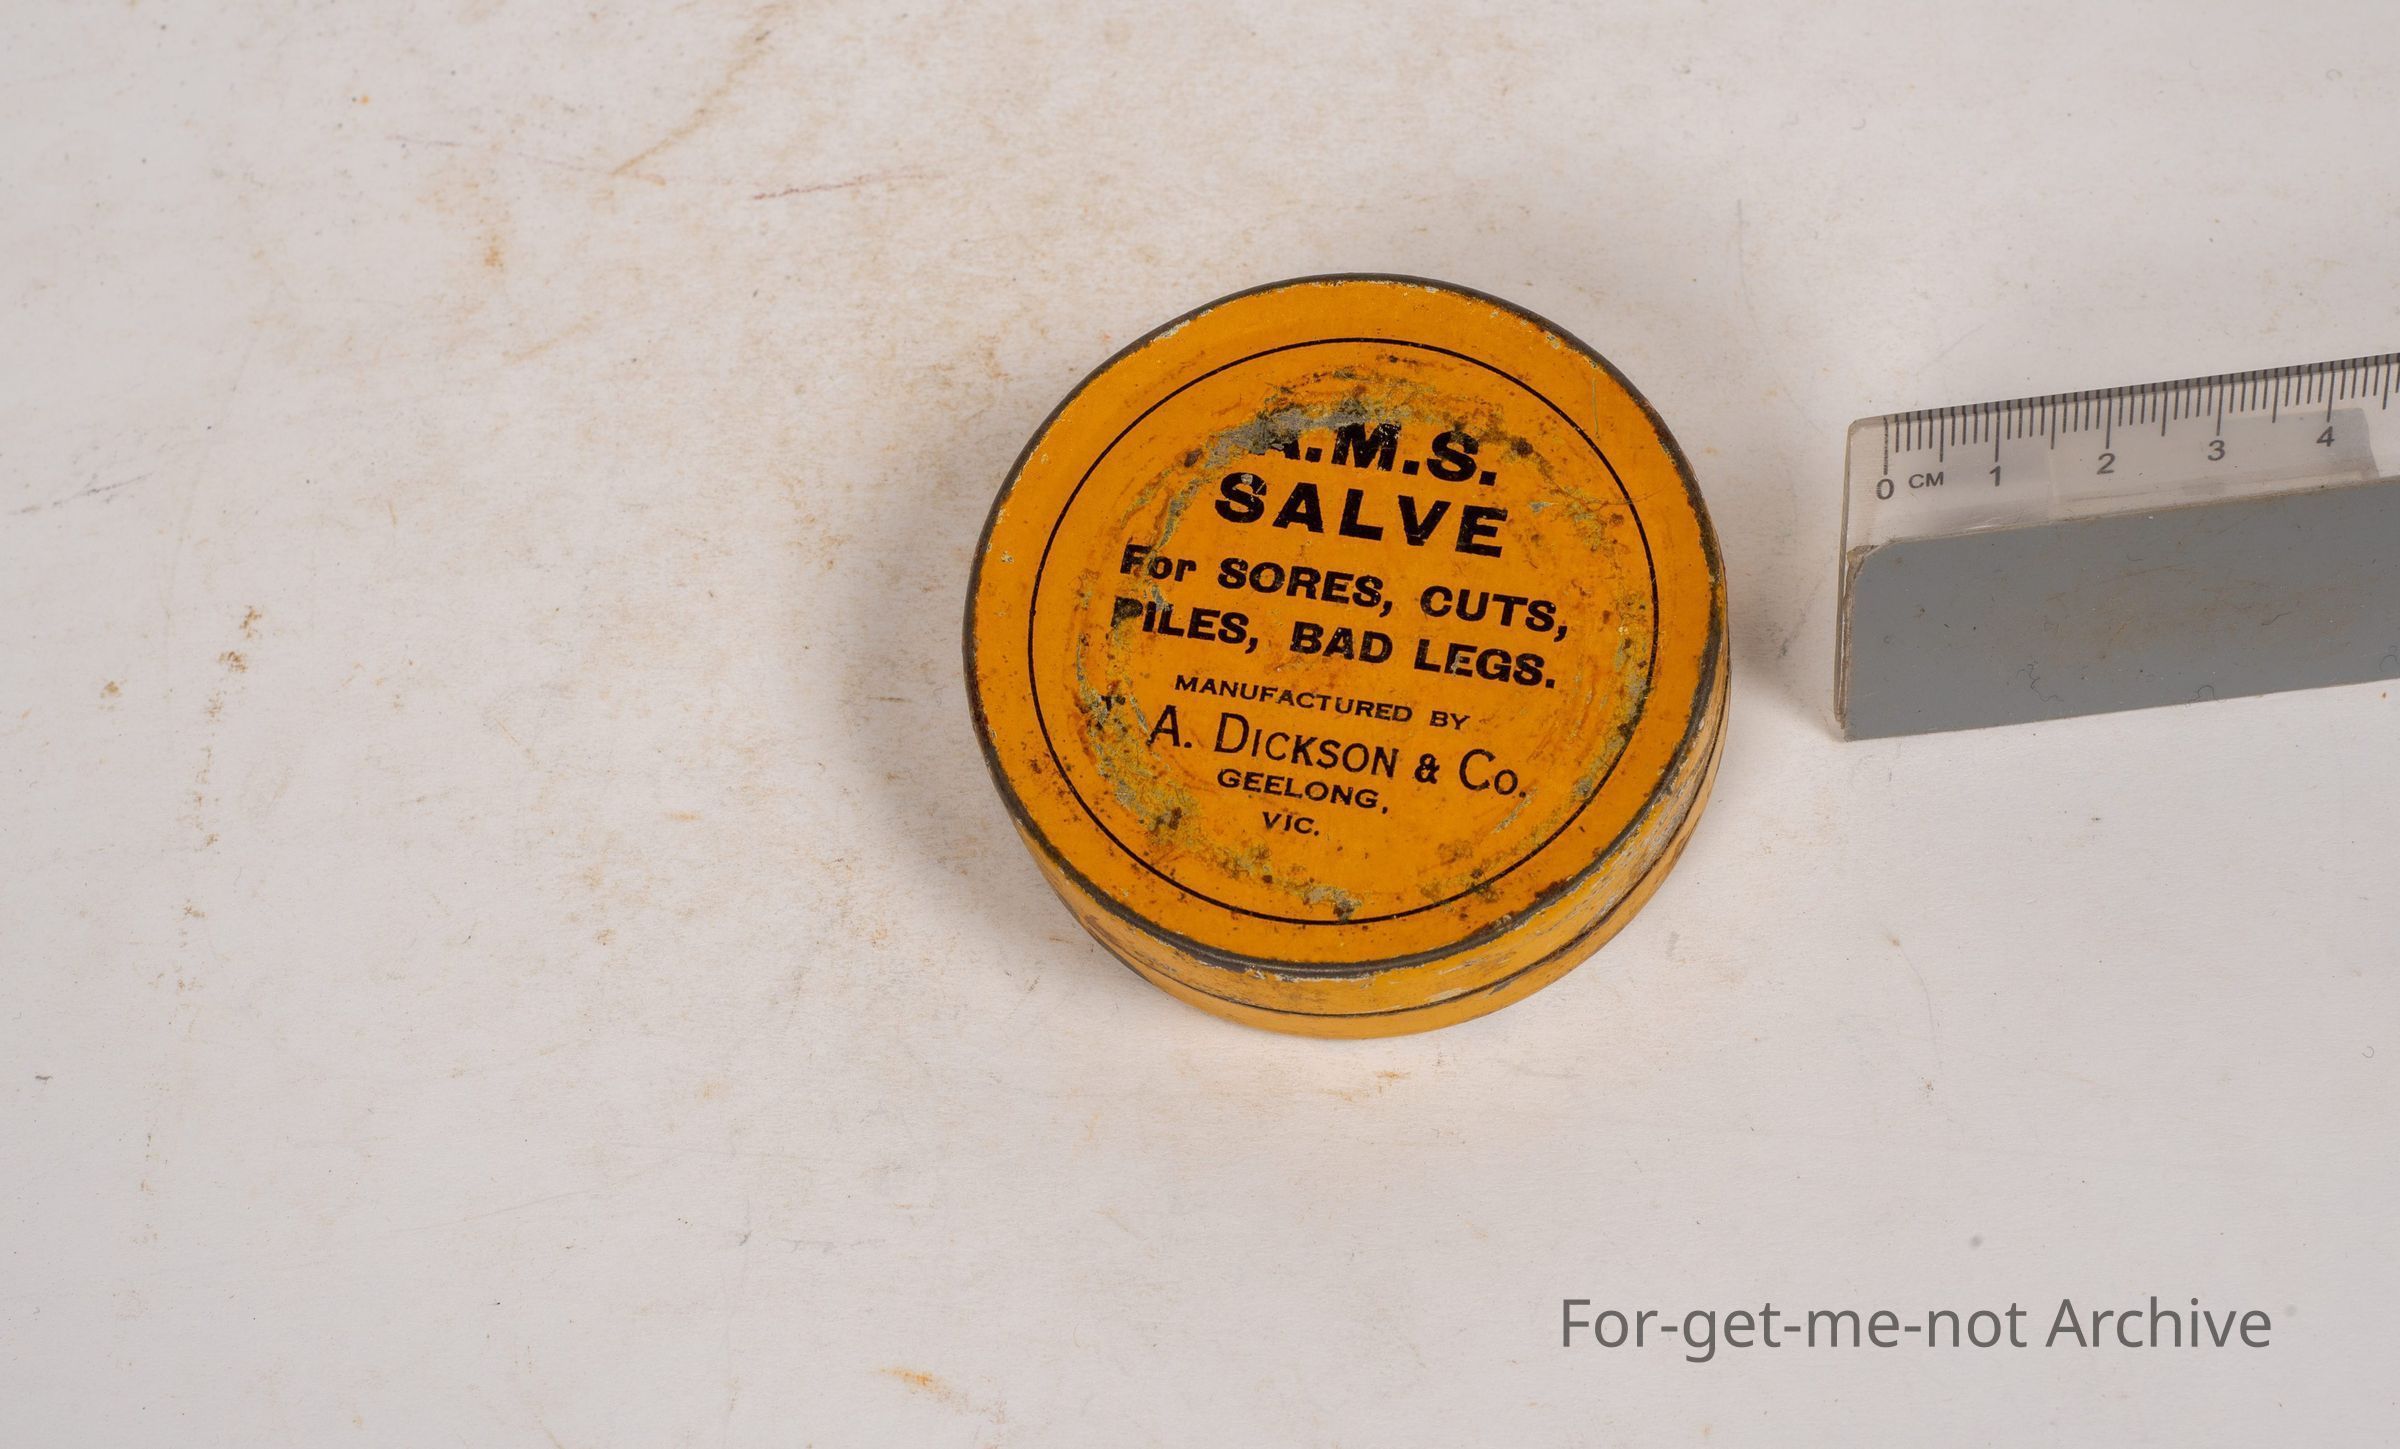 A.M.S.
SALVE
For SORES, CUTS,
PILES, BAD LEGS.
MANUFACTURED BY
A. DICKSON & Co.
GEELONG,
VIC.
0 CM 1 2 3 4
For-get-me-not Archive